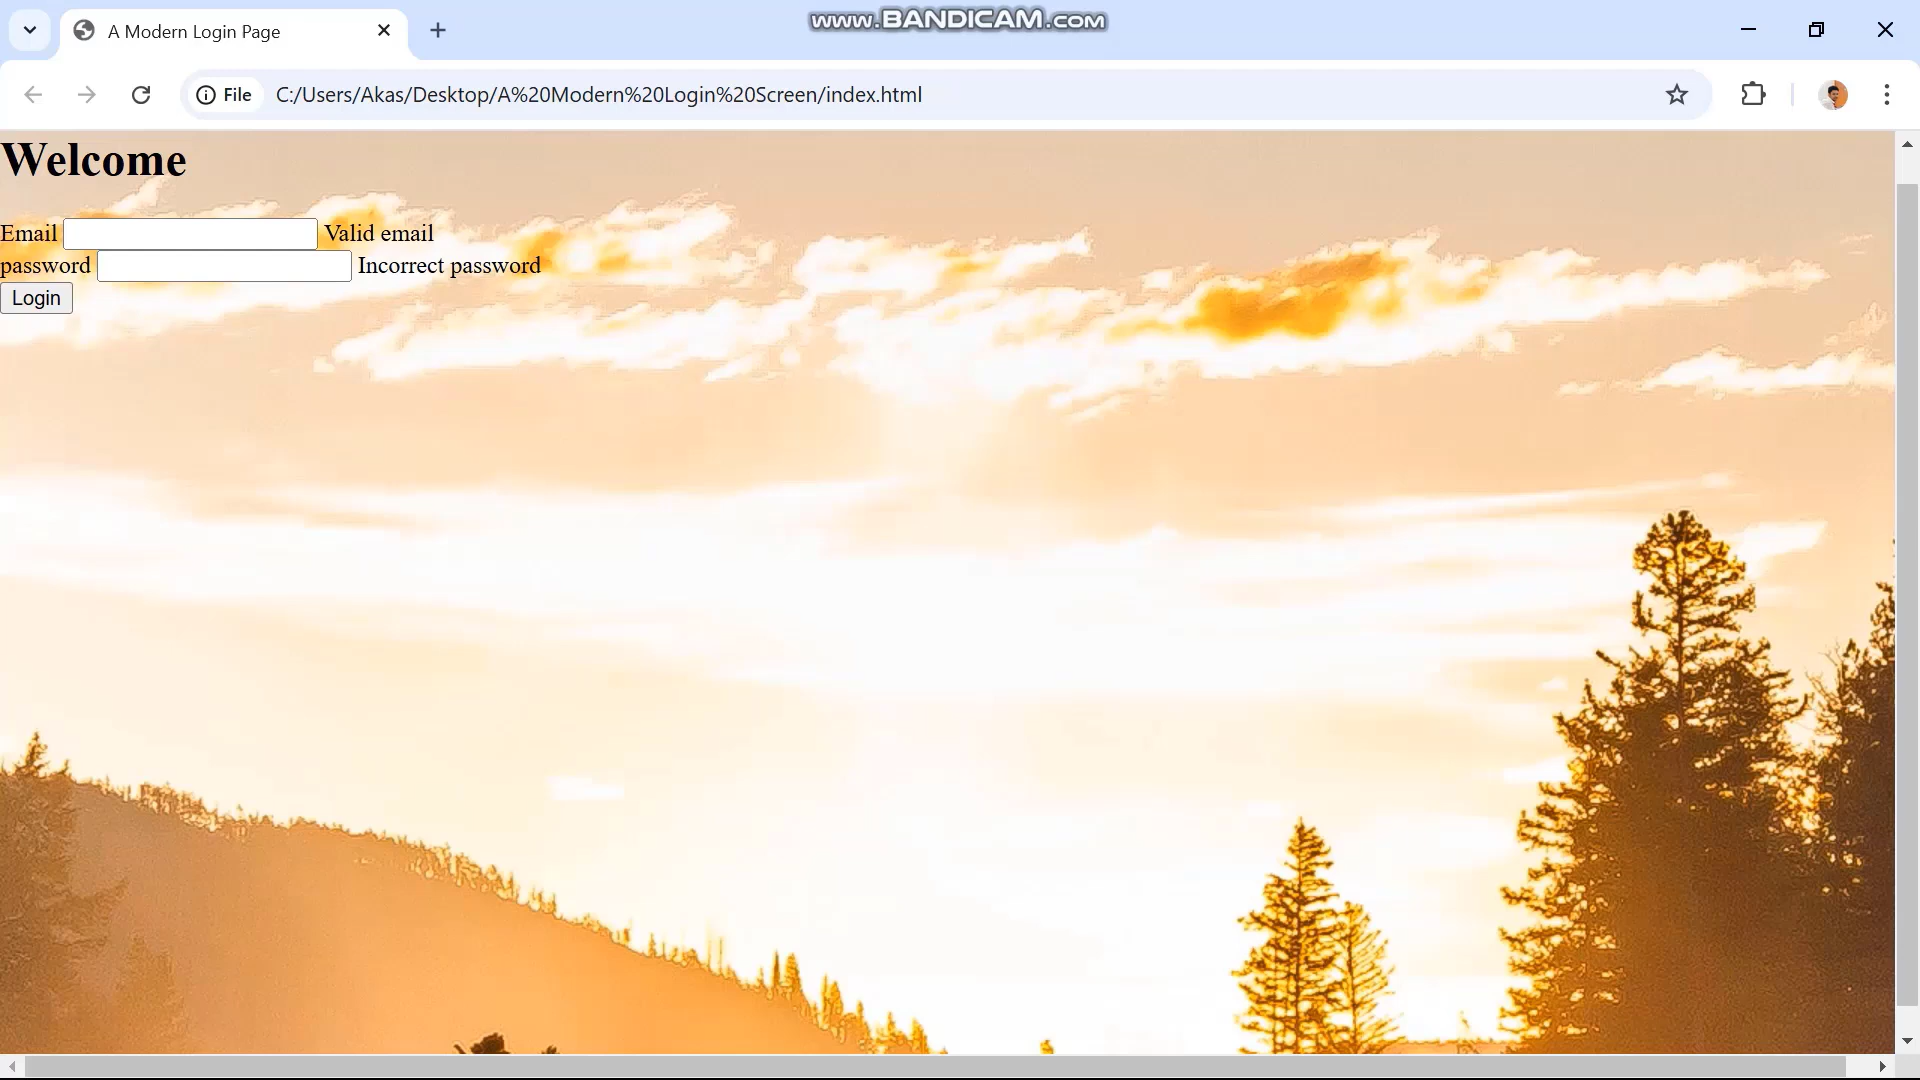 A Modern Login Page
www.BANDICAM.com
File
C:/Users/Akas/Desktop/A%20Modern%20Login%20Screen/index.html
Welcome
Email
Valid email
password
Incorrect password
Login